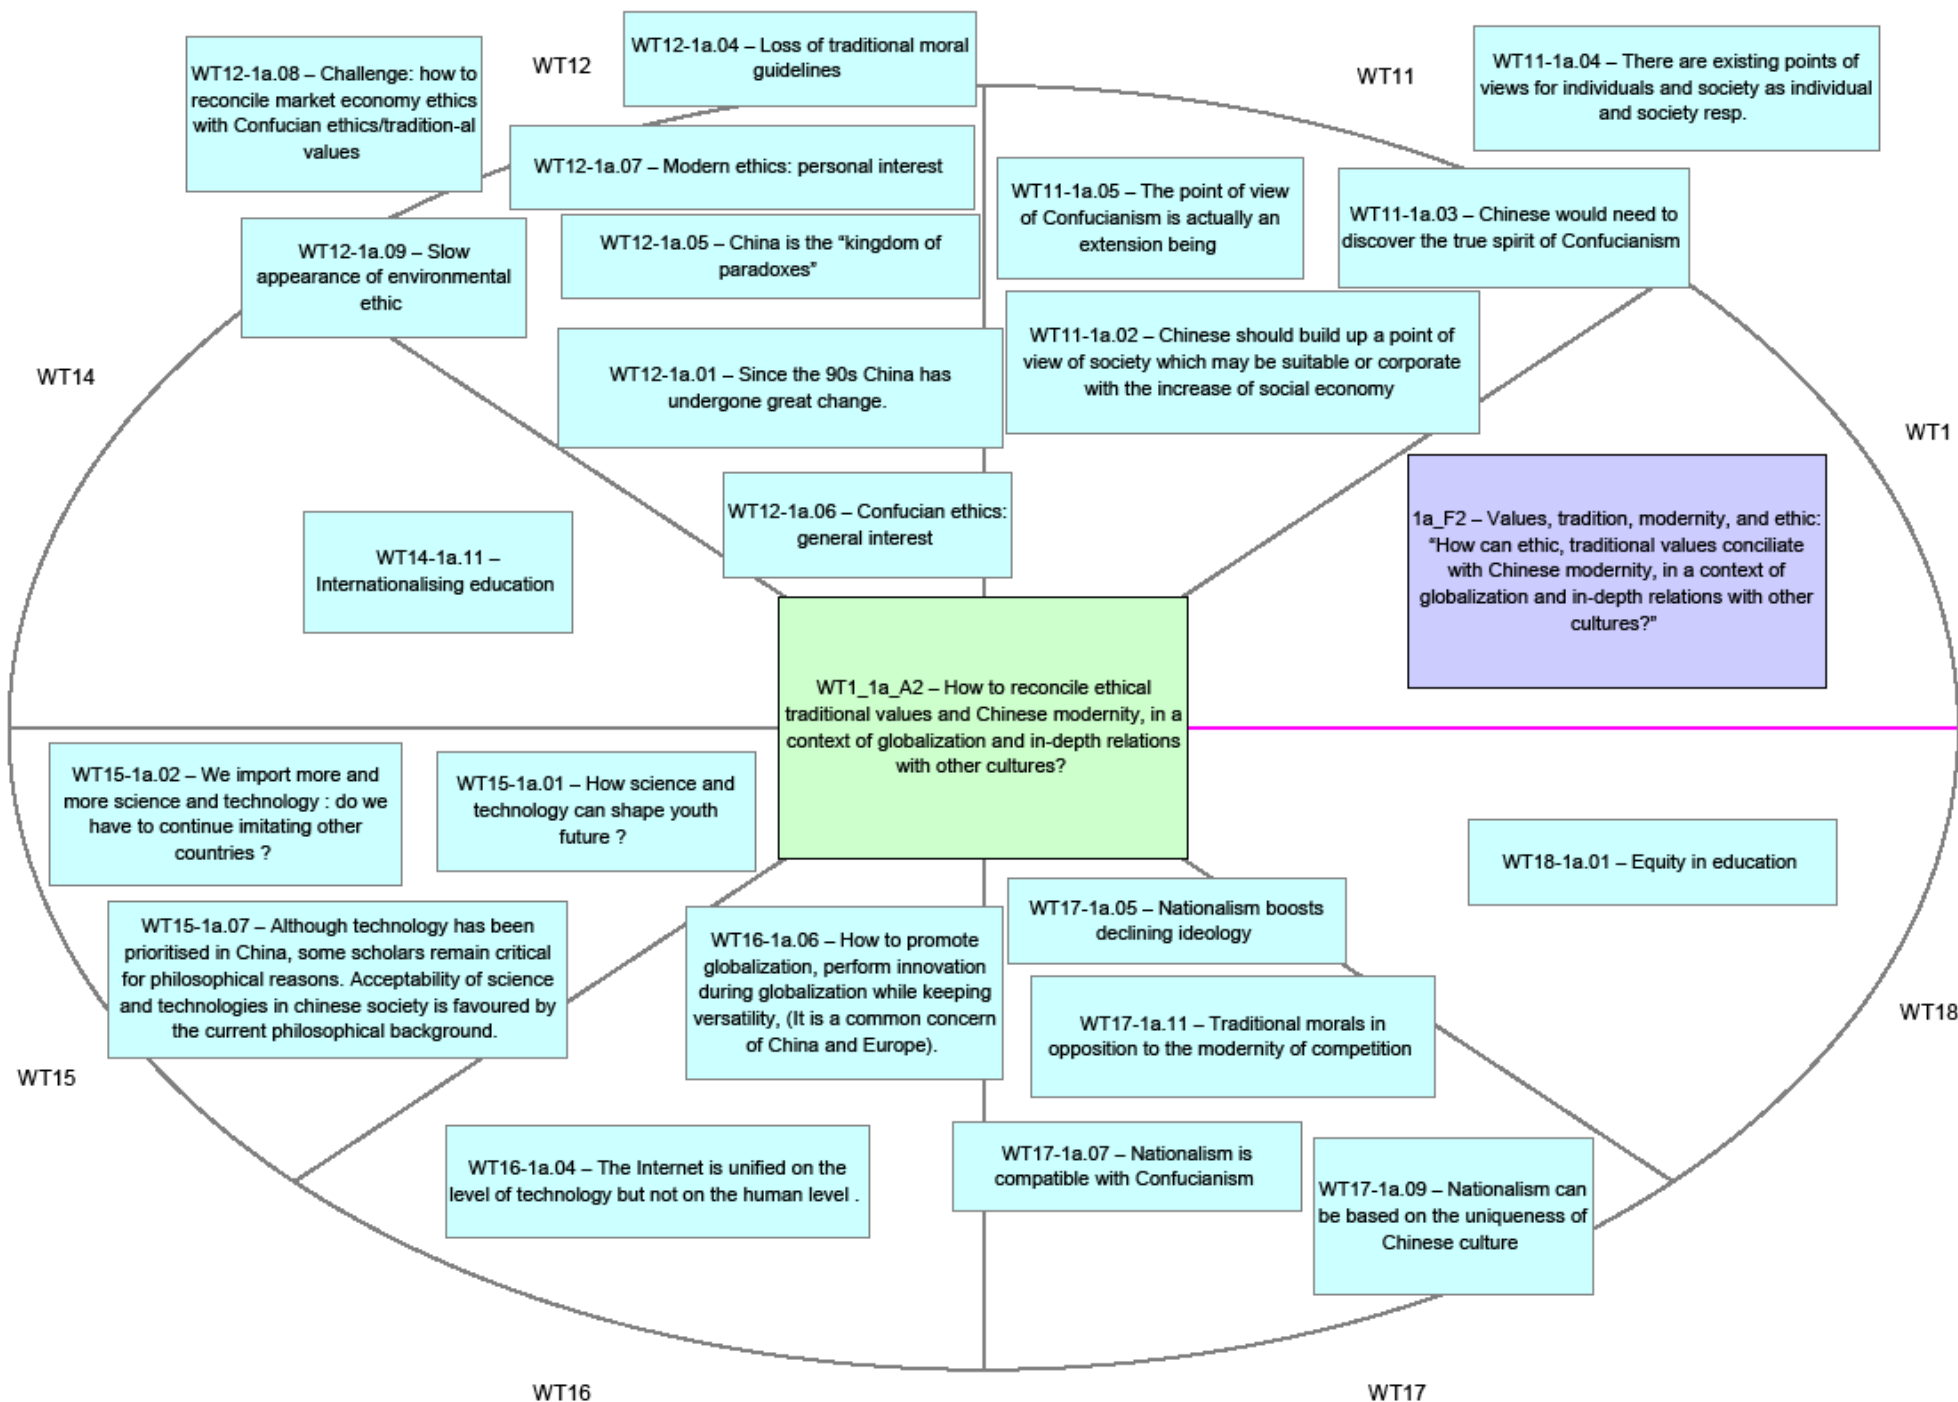 WT12-1a.04 – Loss of traditional moral
guidelines
WT12
WT11
WT12-1a.08 – Challenge: how to
reconcile market economy ethics
with Confucian ethics/tradition-al
values
WT11-1a.04 – There are existing points of
views for individuals and society as individual
and society resp.
WT12-1a.07 – Modern ethics: personal interest
WT11-1a.05 – The point of view
of Confucianism is actually an
extension being
WT11-1a.03 – Chinese would need to
discover the true spirit of Confucianism
WT12-1a.09 – Slow
appearance of environmental
ethic
WT12-1a.05 – China is the “kingdom of
paradoxes”
WT11-1a.02 – Chinese should build up a point of
view of society which may be suitable or corporate
with the increase of social economy
WT12-1a.01 – Since the 90s China has
undergone great change.
WT14
WT1
WT12-1a.06 – Confucian ethics:
general interest
1a_F2 – Values, tradition, modernity, and ethic:
“How can ethic, traditional values conciliate
with Chinese modernity, in a context of
globalization and in-depth relations with other
cultures?”
WT14-1a.11 –
Internationalising education
WT1_1a_A2 – How to reconcile ethical
traditional values and Chinese modernity, in a
context of globalization and in-depth relations
with other cultures?
WT15-1a.02 – We import more and
more science and technology : do we
have to continue imitating other
countries ?
WT15-1a.01 – How science and
technology can shape youth
future ?
WT18-1a.01 – Equity in education
WT15-1a.07 – Although technology has been
prioritised in China, some scholars remain critical
for philosophical reasons. Acceptability of science
and technologies in chinese society is favoured by
the current philosophical background.
WT16-1a.06 – How to promote
globalization, perform innovation
during globalization while keeping
versatility, (It is a common concern
of China and Europe).
WT17-1a.05 – Nationalism boosts
declining ideology
WT17-1a.11 – Traditional morals in
opposition to the modernity of competition
WT18
WT15
WT16-1a.04 – The Internet is unified on the
level of technology but not on the human level .
WT17-1a.07 – Nationalism is
compatible with Confucianism
WT17-1a.09 – Nationalism can
be based on the uniqueness of
Chinese culture
WT16
WT17